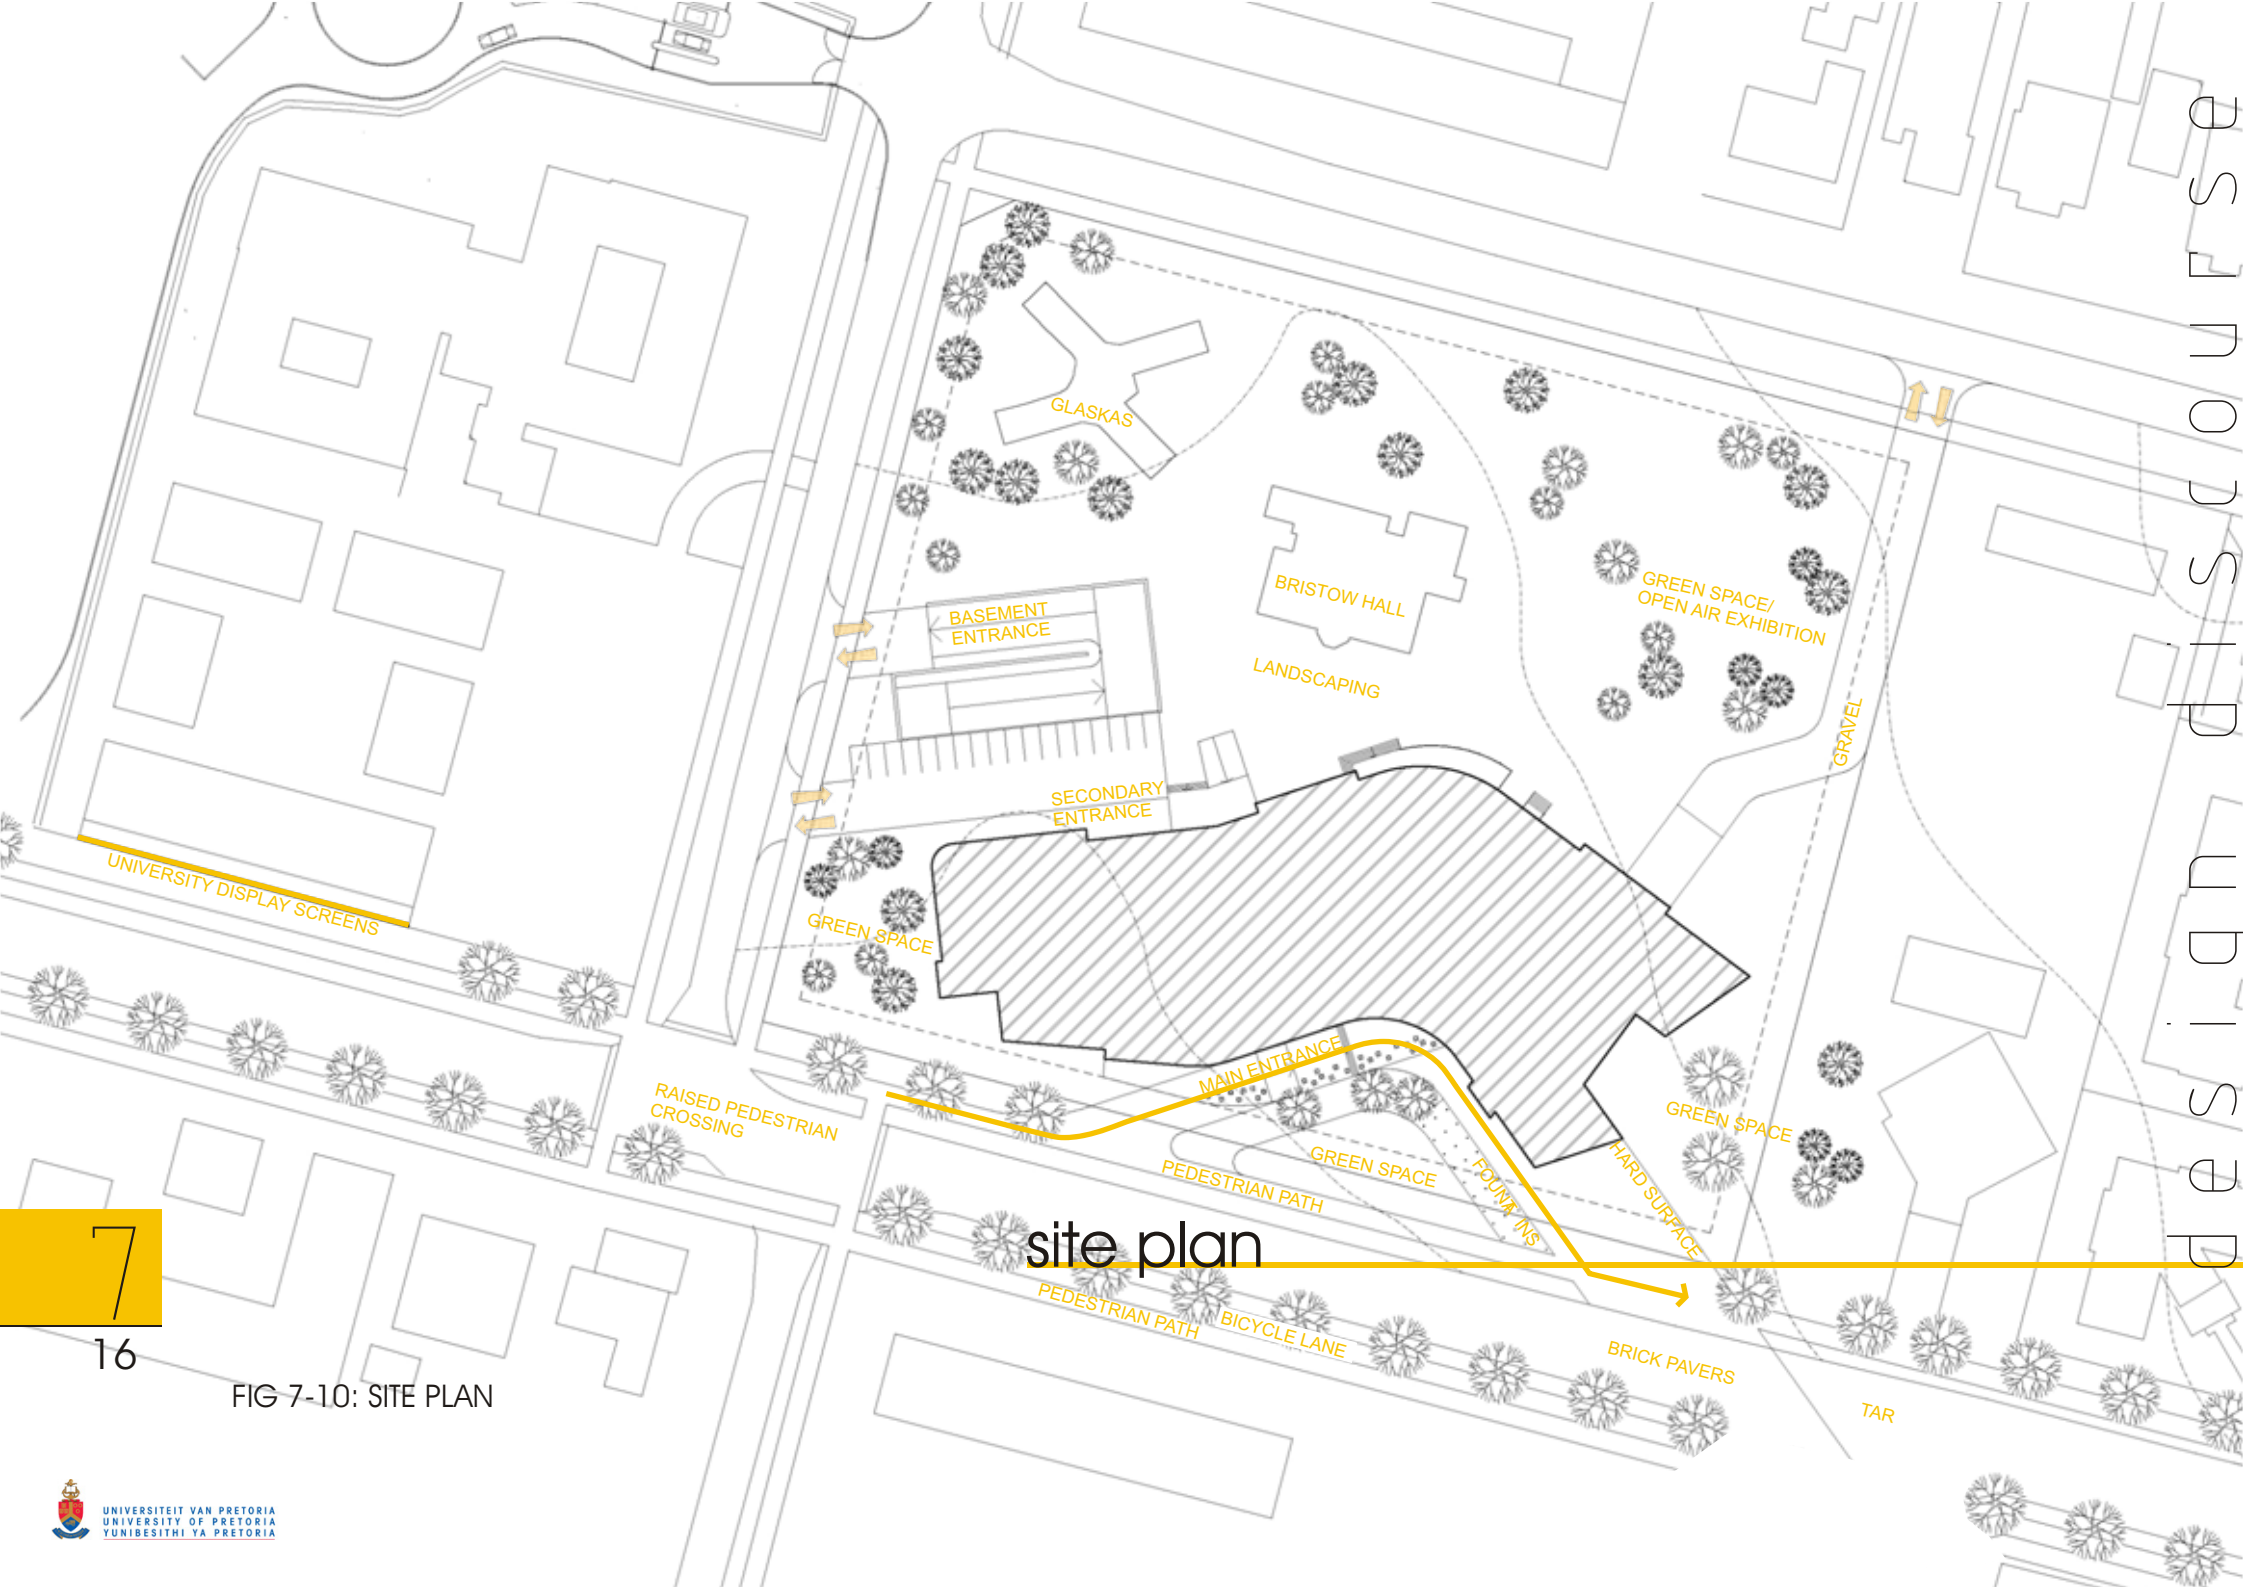 GLASKAS
BASEMENT
ENTRANCE
BRISTOW HALL
LANDSCAPING
GREEN SPACE/
OPEN AIR EXHIBITION
GRAVEL
SECONDARY
ENTRANCE
UNIVERSITY DISPLAY SCREENS
GREEN SPACE
MAIN ENTRANCE
RAISED PEDESTRIAN
CROSSING
PEDESTRIAN PATH
GREEN SPACE
FOUNTAINS
HARD SURFACE
GREEN SPACE
site plan
PEDESTRIAN PATH
BICYCLE LANE
BRICK PAVERS
TAR
design discourse
7
16
FIG 7-10: SITE PLAN
UNIVERSITEIT VAN PRETORIA
UNIVERSITY OF PRETORIA
YUNIBESITHI YA PRETORIA